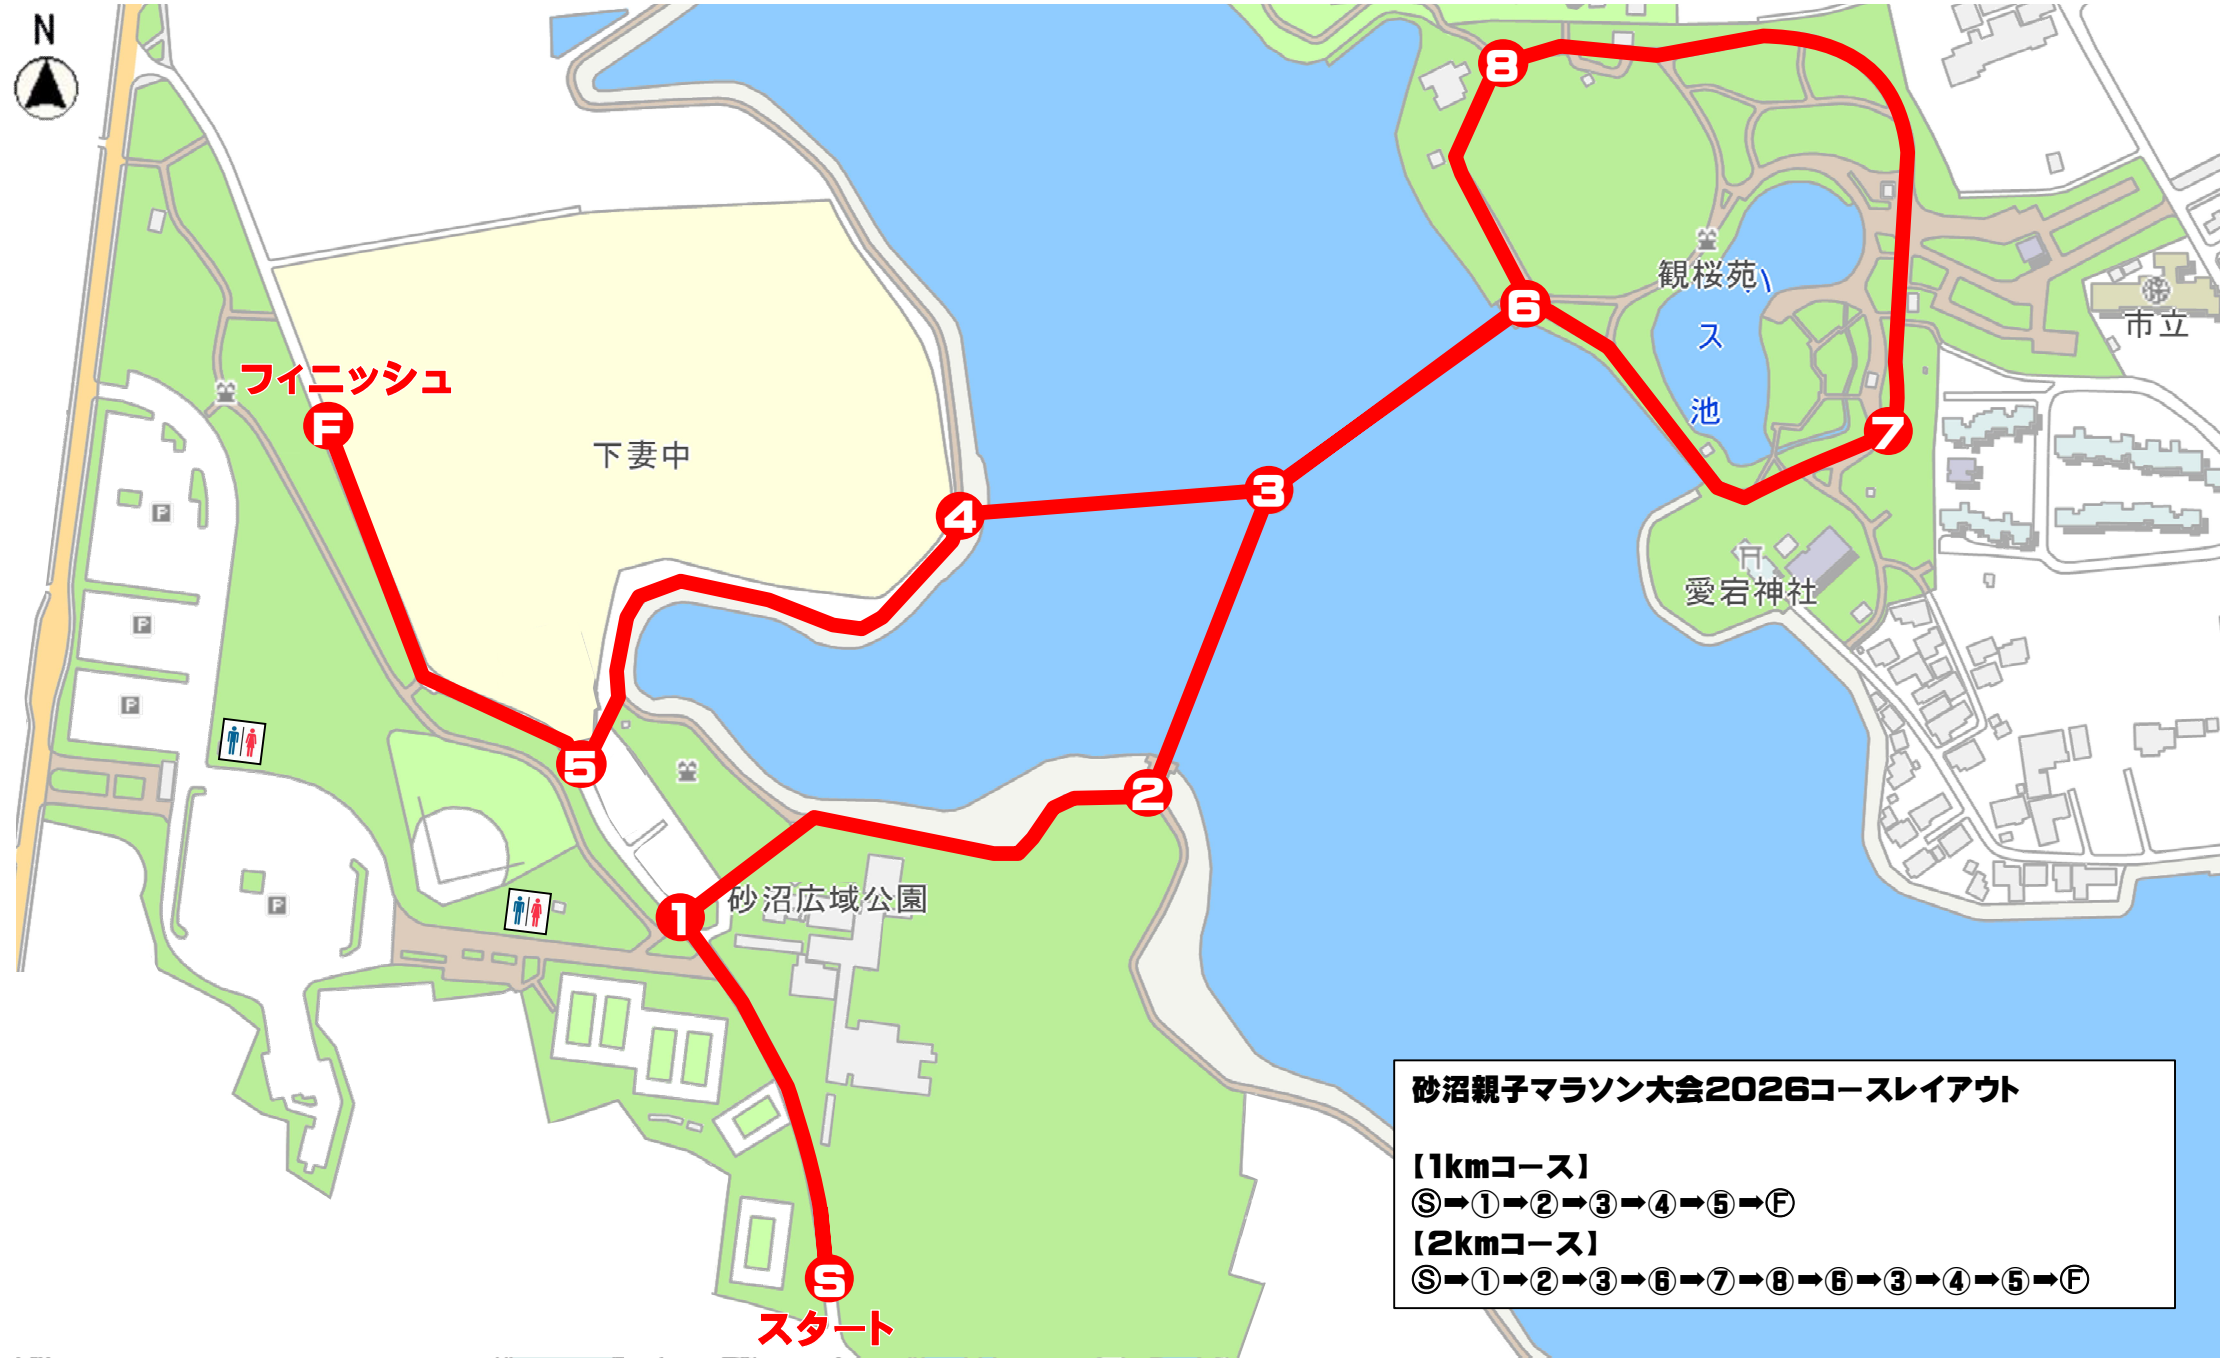 N
8
6
観桜苑
ハ
ス
池
市立
フィニッシュ
F
下妻中
7
3
4
P
愛宕神社
P
P
5
2
P
1
砂沼広域公園
S
スタート
砂沼親子マラソン大会2026コースレイアウト
【1kmコース】
Ⓢ➡①➡②➡③➡④➡⑤➡Ⓕ
【2kmコース】
Ⓢ➡①➡②➡③➡⑥➡⑦➡⑧➡⑥➡③➡④➡⑤➡Ⓕ